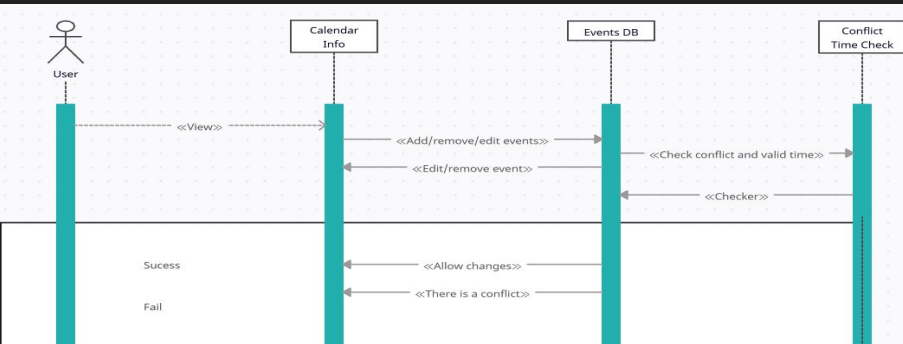 Calendar
Info
Events DB
Conflict
Time Check
User
«View»
«Add/remove/edit events»
«Check conflict and valid time»
«Edit/remove event»
«Checker»
Sucess
«Allow changes»
«There is a conflict»
Fail